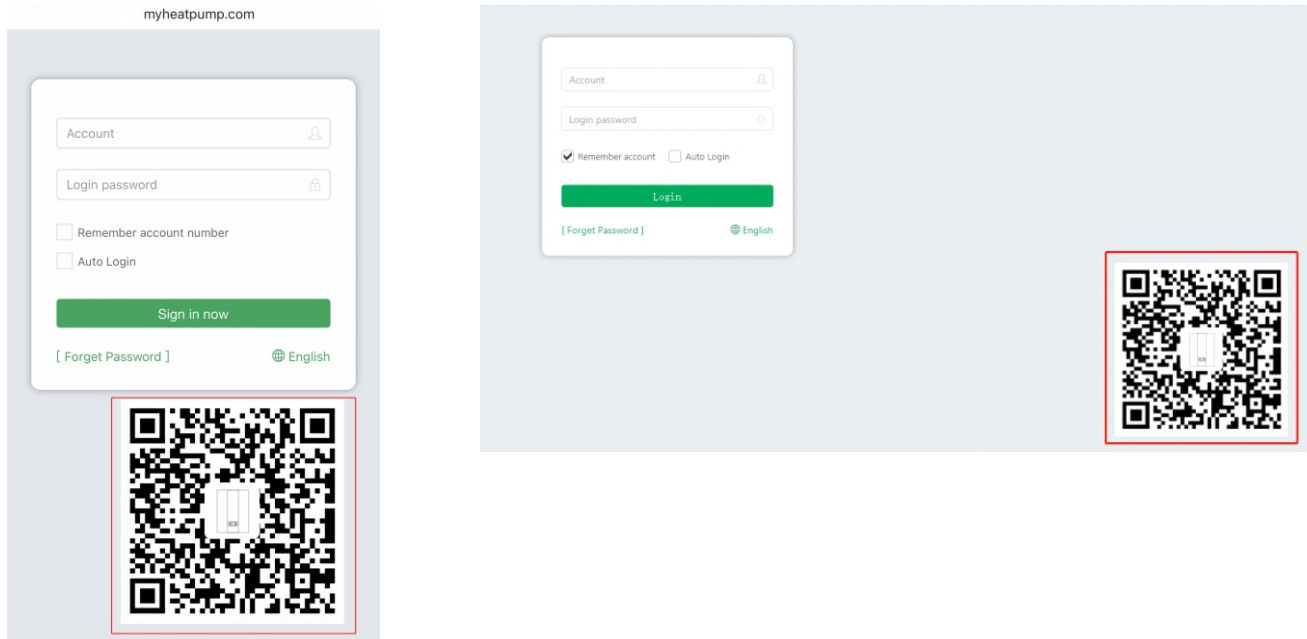 myheatpump.com
Account
Login password
Remember account number
Auto Login
Sign in now
[ Forget Password ] English
Account
Login password
Remember account Auto Login
Login
[ Forget Password ] English